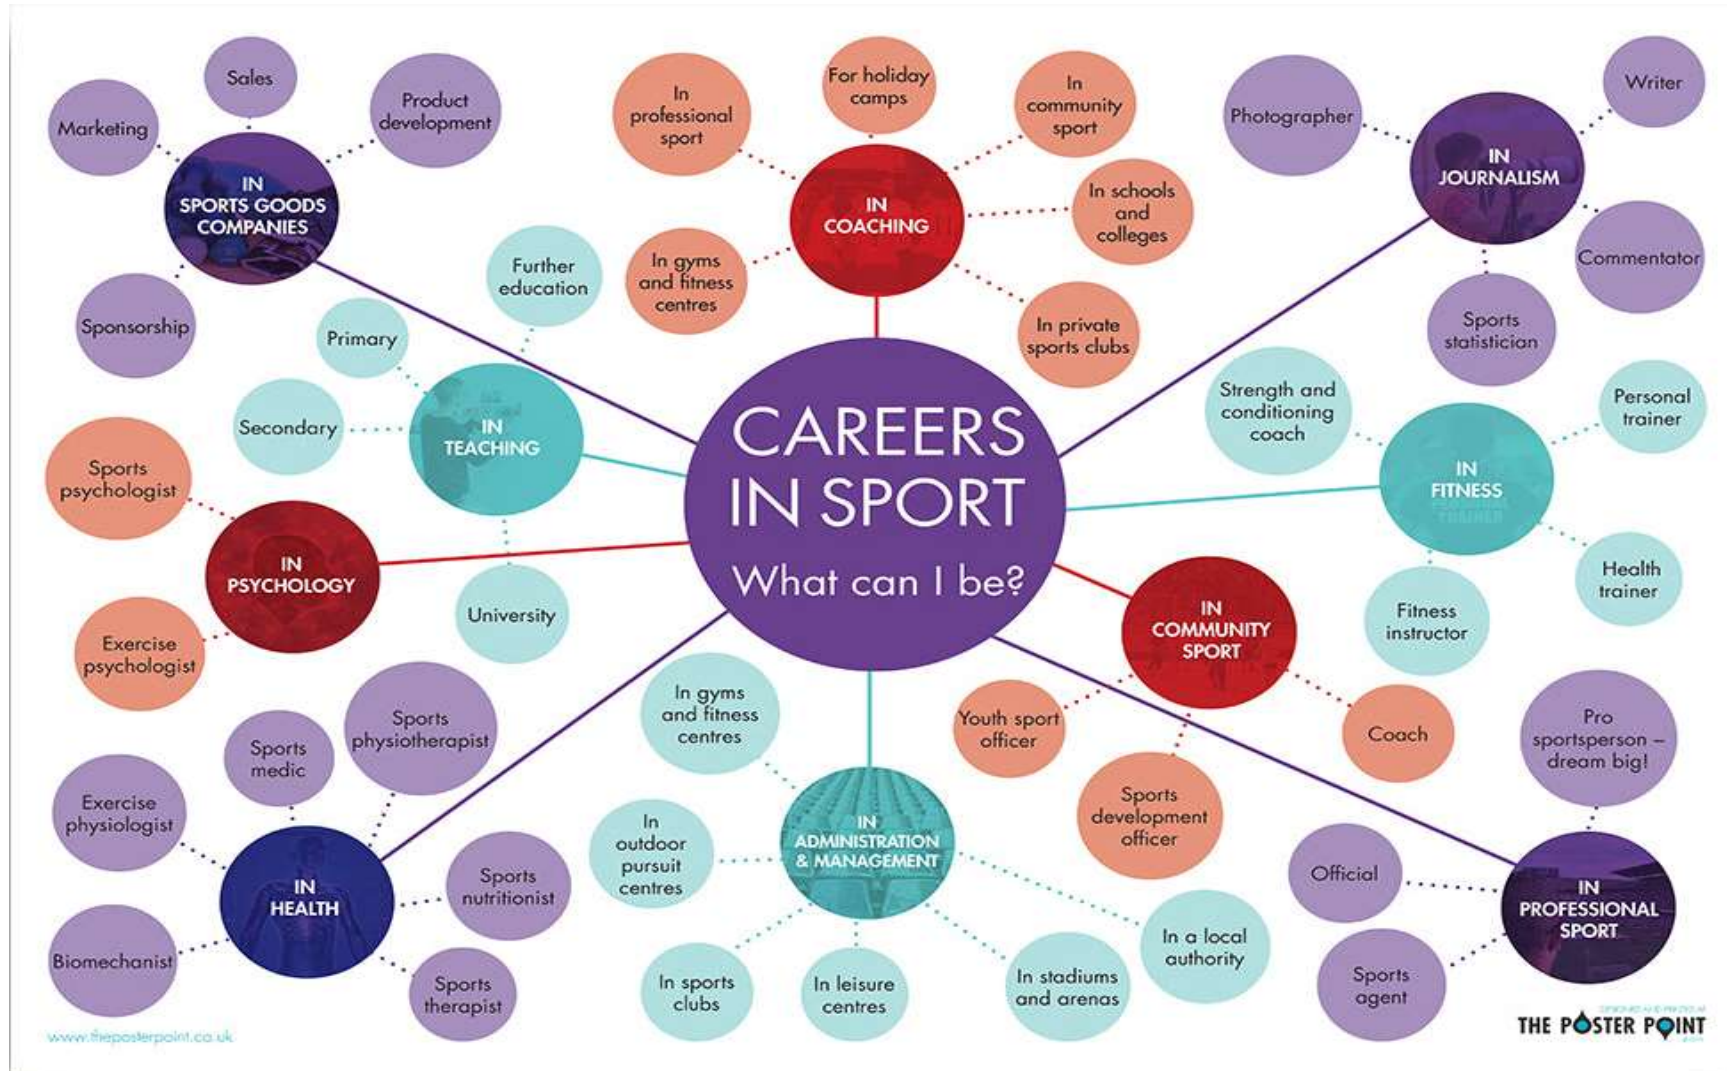 CAREERS
IN SPORT
What can I be?
IN
SPORTS GOODS
COMPANIES
Marketing
Sales
Product
development
Sponsorship
IN
COACHING
In
professional
sport
For holiday
camps
In
community
sport
In schools
and
colleges
In private
sports clubs
In gyms
and fitness
centres
IN
JOURNALISM
Photographer
Writer
Commentator
Sports
statistician
IN
TEACHING
Further
education
Primary
Secondary
University
IN
FITNESS
Strength and
conditioning
coach
Personal
trainer
Health
trainer
Fitness
instructor
IN
PSYCHOLOGY
Sports
psychologist
Exercise
psychologist
IN
COMMUNITY
SPORT
Youth sport
officer
Sports
development
officer
Coach
IN
HEALTH
Sports
physiotherapist
Sports
medic
Exercise
physiologist
Biomechanist
Sports
nutritionist
Sports
therapist
IN
ADMINISTRATION
& MANAGEMENT
In gyms
and fitness
centres
In
outdoor
pursuit
centres
In sports
clubs
In leisure
centres
In stadiums
and arenas
In a local
authority
IN
PROFESSIONAL
SPORT
Pro
sportsperson –
dream big!
Official
Sports
agent
www.theposterpoint.co.uk
THE POSTER POINT